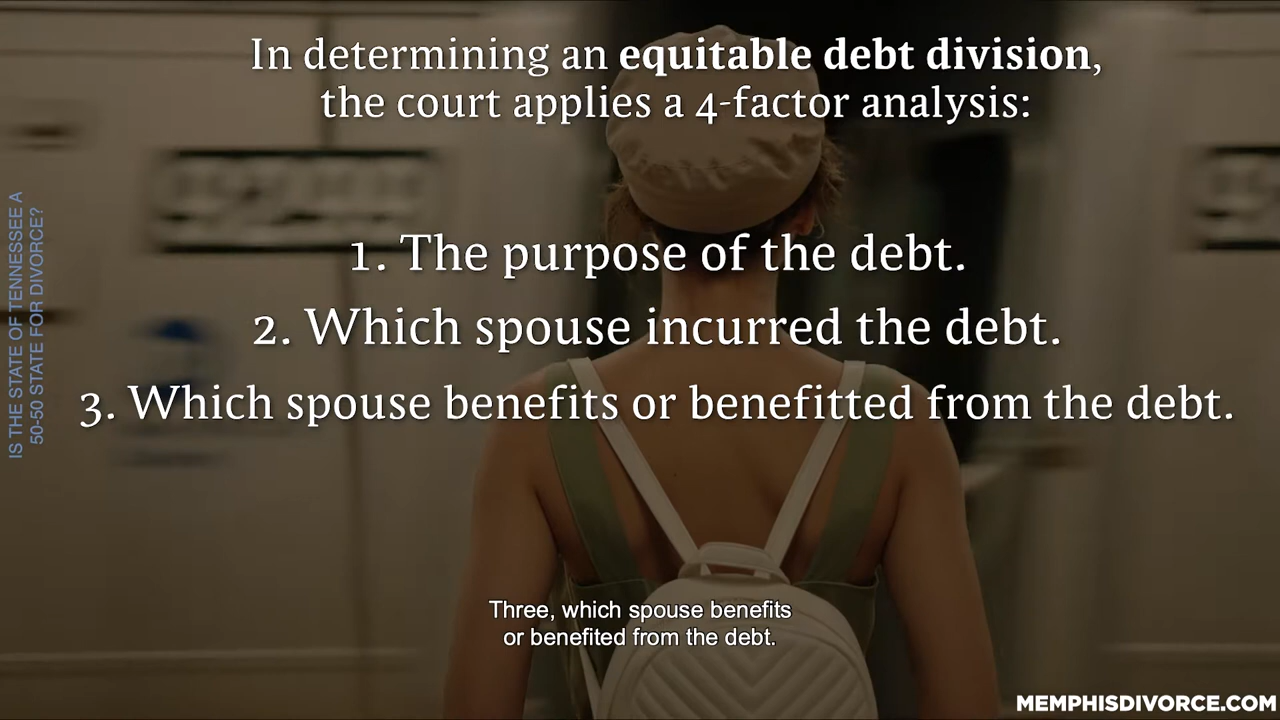 In determining an equitable debt division,
the court applies a 4-factor analysis:
1. The purpose of the debt.
2. Which spouse incurred the debt.
3. Which spouse benefits or benefitted from the debt.
IS THE STATE OF TENNESSEE A
50-50 STATE FOR DIVORCE?
Three, which spouse benefits
or benefited from the debt.
MEMPHISDIVORCE.COM